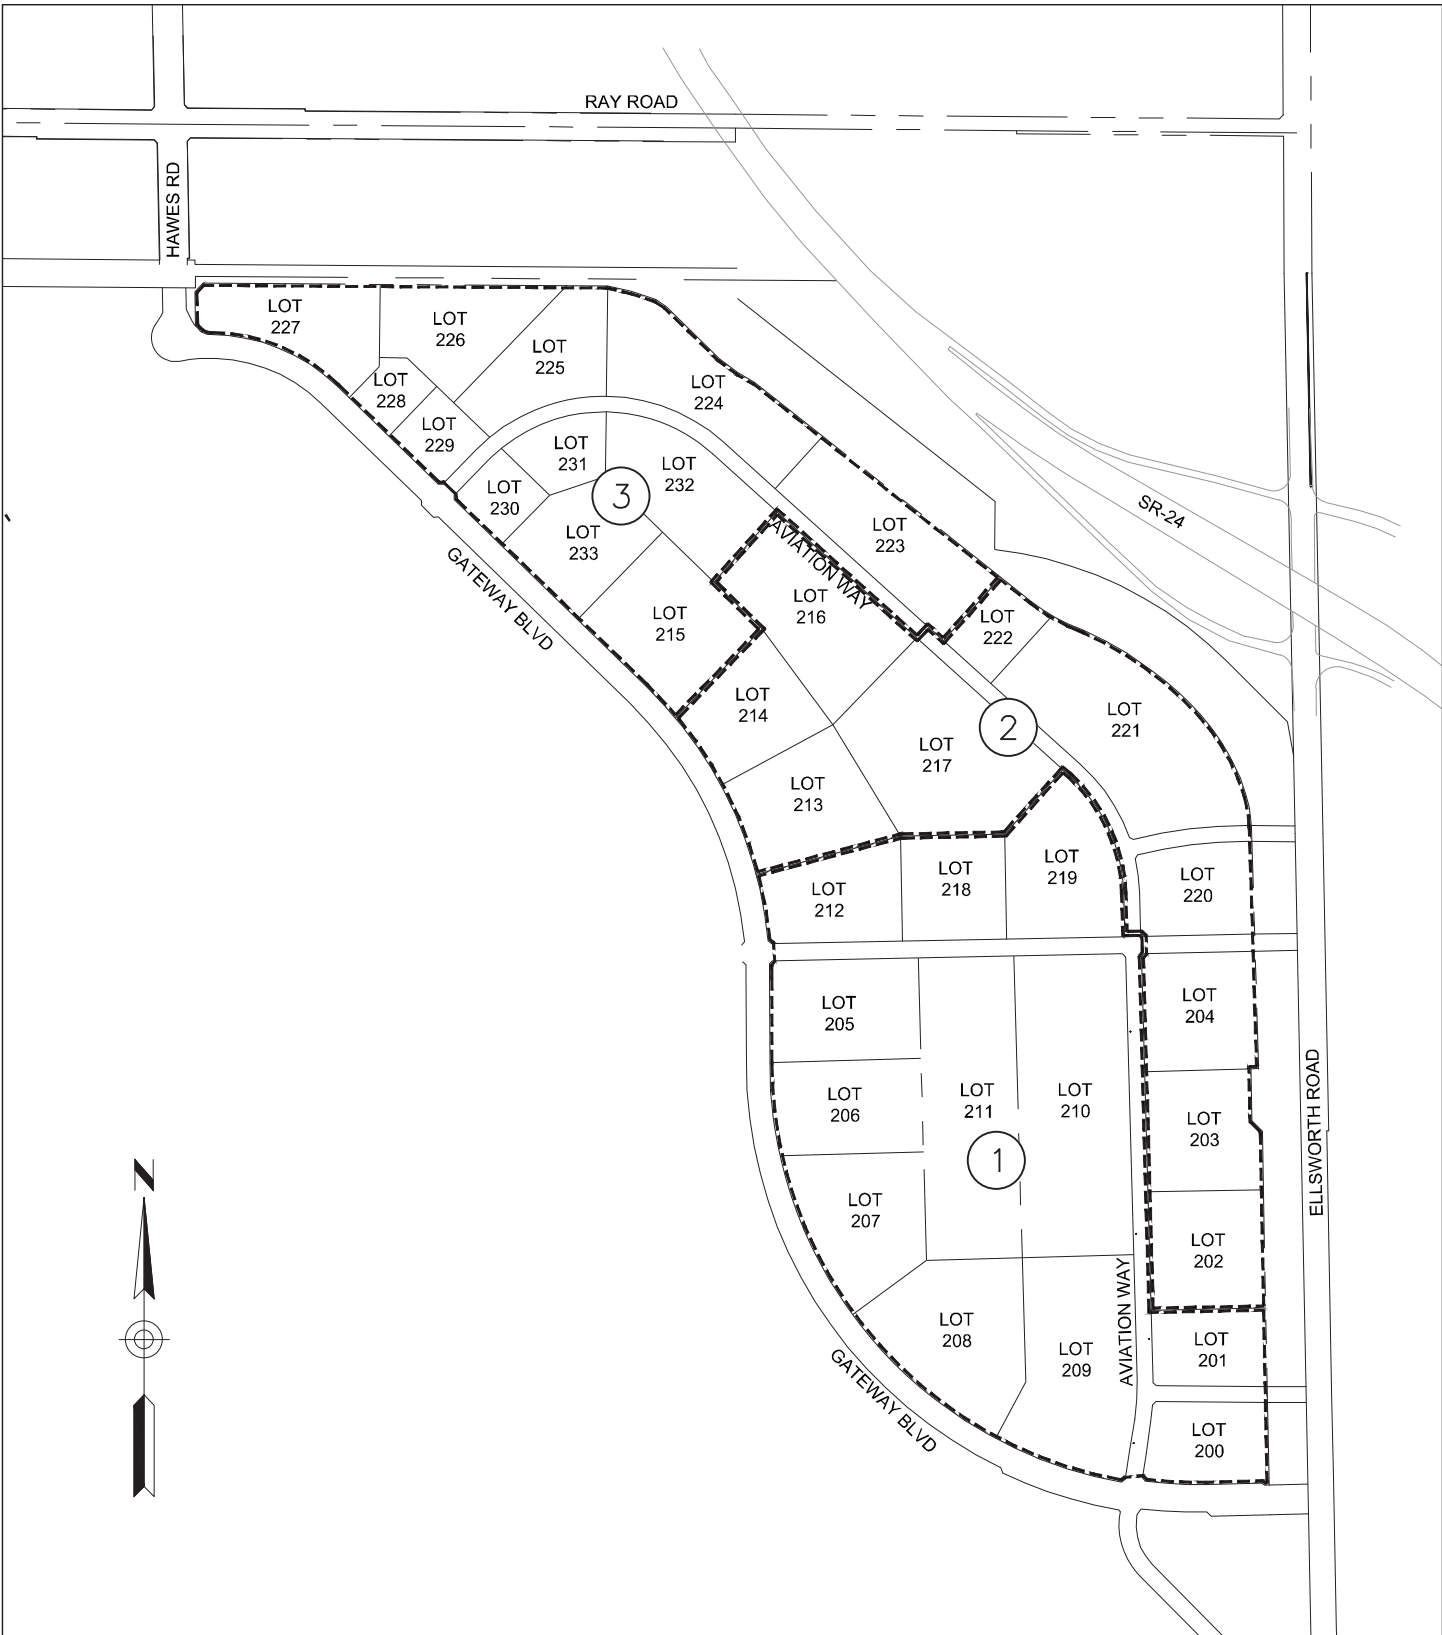 RAY ROAD
HAWES RD
LOT
227
LOT
226
LOT
225
LOT
224
LOT
228
LOT
229
LOT
231
LOT
232
LOT
230
3
LOT
233
LOT
223
SR-24
GATEWAY BLVD
AVIATION WAY
LOT
216
LOT
215
LOT
222
LOT
214
LOT
221
2
LOT
217
LOT
213
LOT
219
LOT
218
LOT
220
LOT
212
LOT
205
LOT
204
LOT
206
LOT
211
LOT
210
LOT
203
ELLSWORTH ROAD
1
LOT
207
N
LOT
202
LOT
208
LOT
209
AVIATION WAY
LOT
201
GATEWAY BLVD
LOT
200